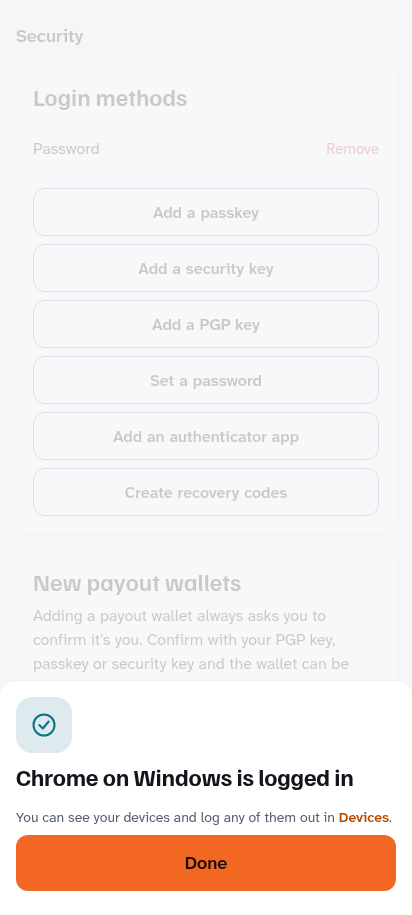 Security
Login methods
Password
Remove
Add a passkey
Add a security key
Add a PGP key
Set a password
Add an authenticator app
Create recovery codes
New payout wallets
Adding a payout wallet always asks you to
confirm it's you. Confirm with your PGP key,
passkey or security key and the wallet can be
Chrome on Windows is logged in
You can see your devices and log any of them out in Devices.
Done